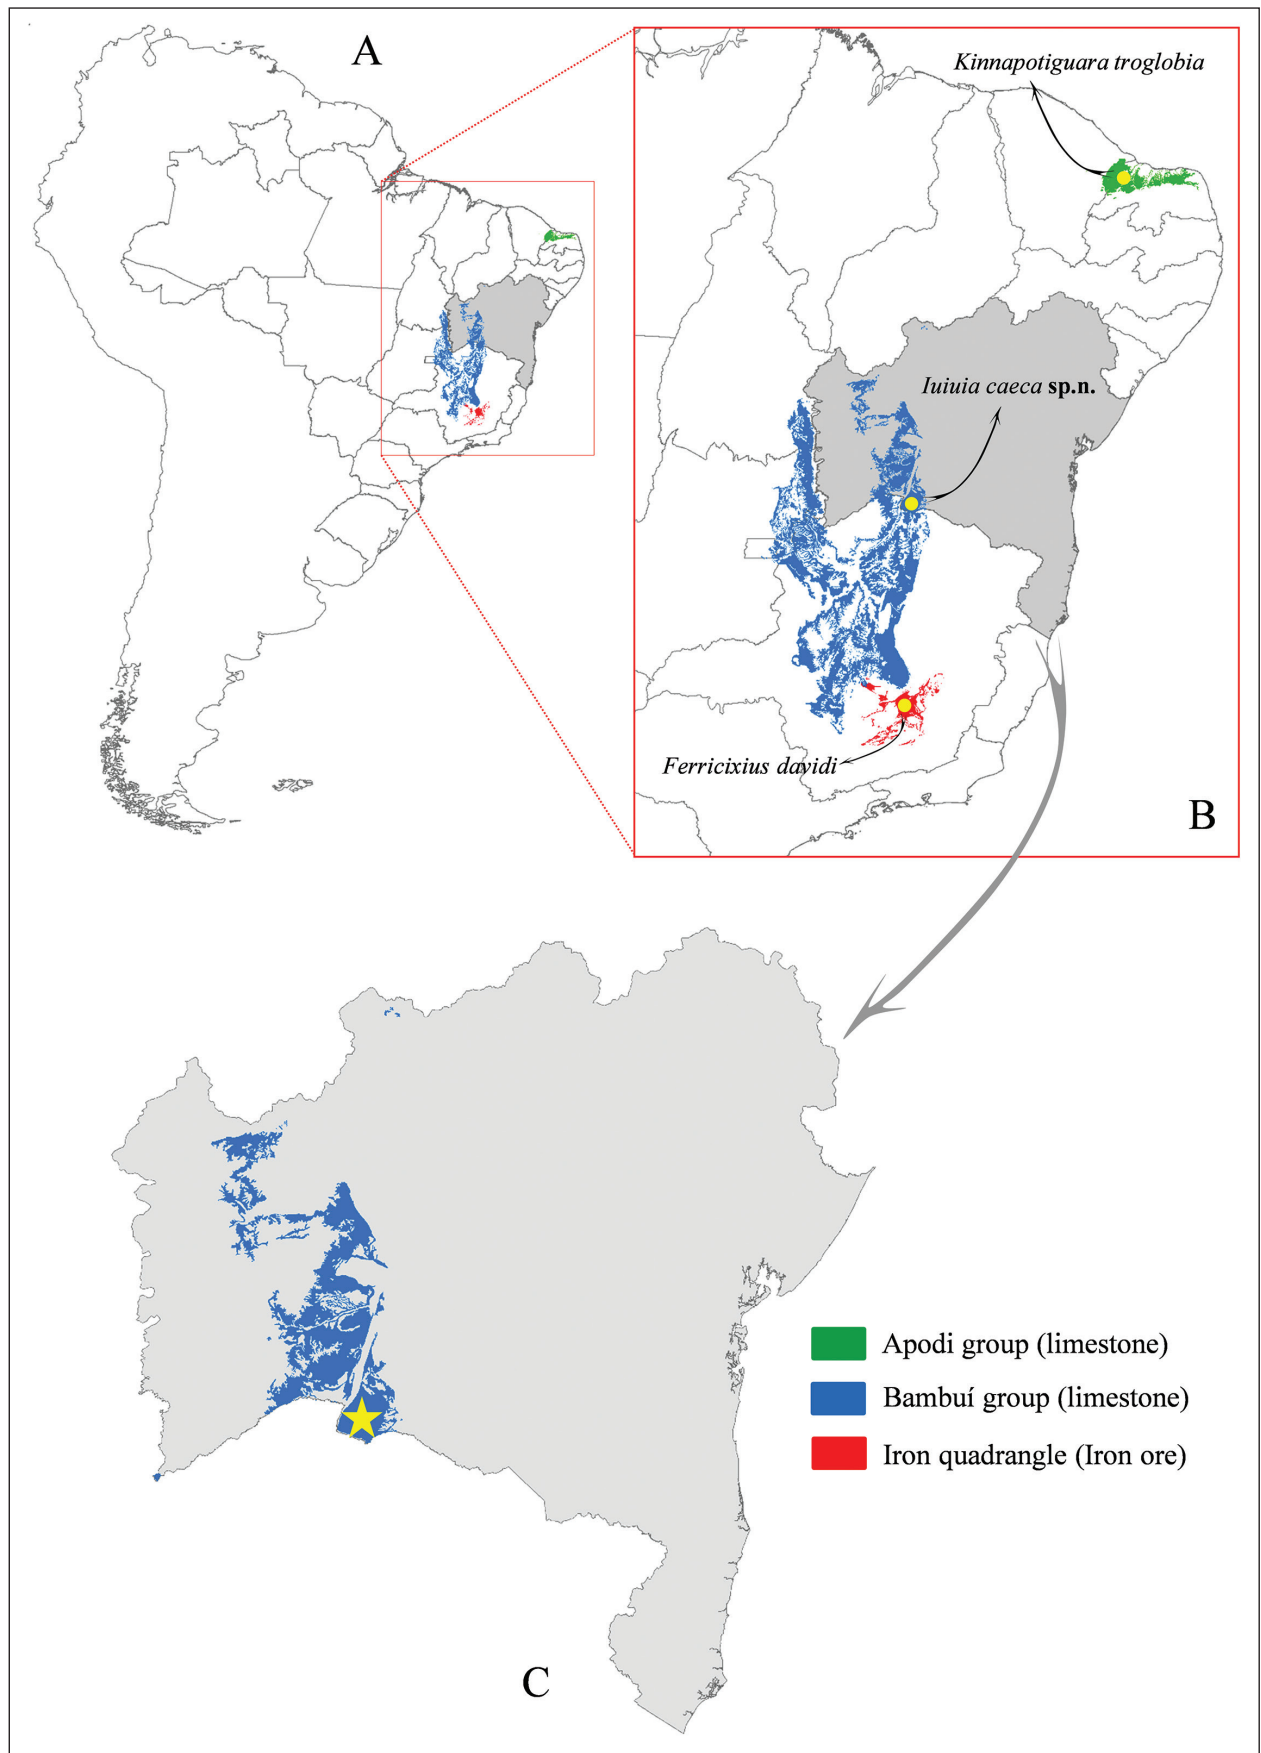 A
Kinnapotiguara troglobia
Iuiuia caeca sp.n.
Ferricixius davidi
B
Apodi group (limestone)
Bambuí group (limestone)
Iron quadrangle (Iron ore)
C